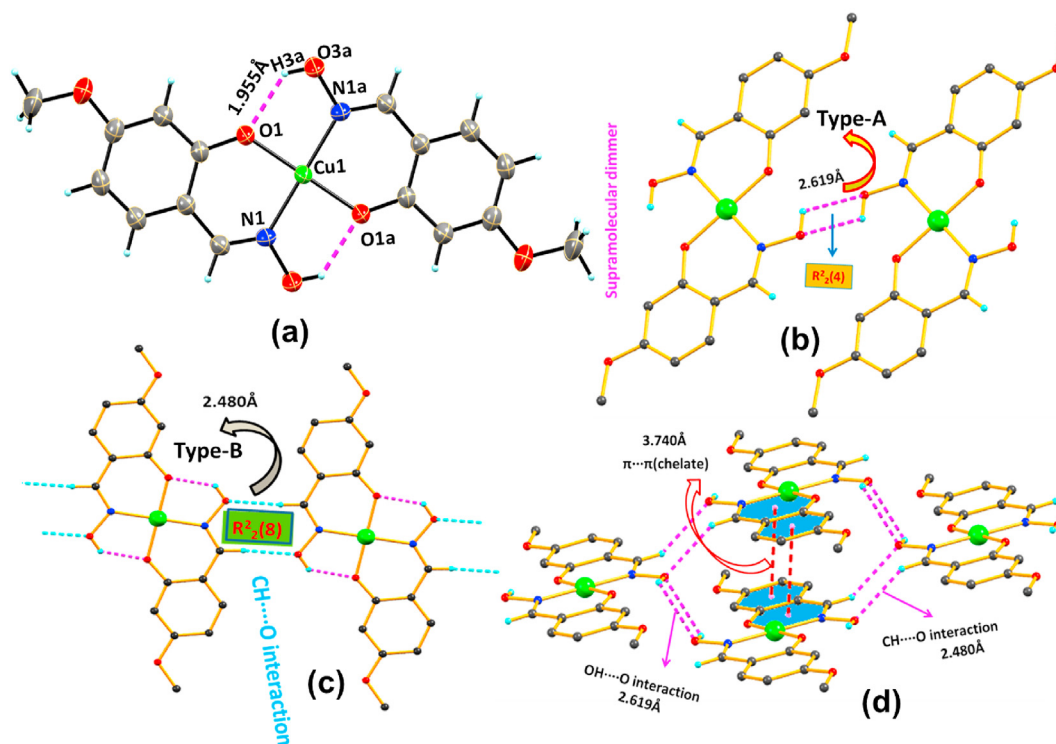 H3a
O3a
1.955Å
N1a
O1
Cu1
N1
O1a
(a)
Supramolecular dimmer
Type-A
2.619Å
R²₂(4)
(b)
2.480Å
Type-B
R²₂(8)
CH····O interaction
(c)
3.740Å
π···π(chelate)
OH····O interaction
2.619Å
CH····O interaction
2.480Å
(d)